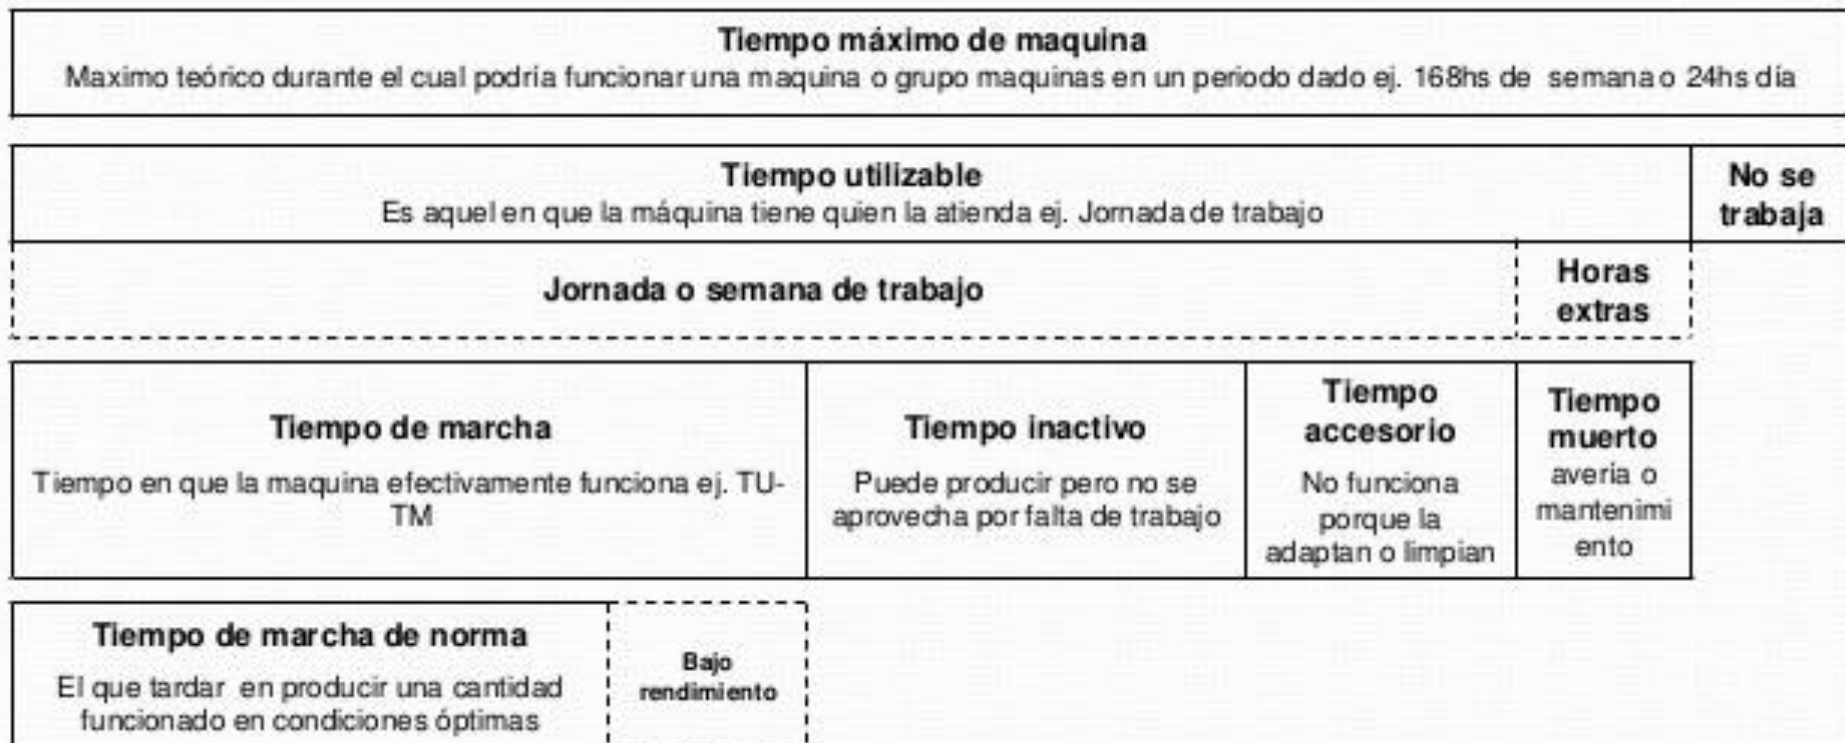 Tiempo máximo de maquina
Maximo teórico durante el cual podría funcionar una maquina o grupo maquinas en un periodo dado ej. 168hs de semana o 24hs día
Tiempo utilizable
Es aquel en que la máquina tiene quien la atienda ej. Jornada de trabajo
No se
trabaja
Jornada o semana de trabajo
Horas
extras
Tiempo de marcha
Tiempo en que la maquina efectivamente funciona ej. TU-
TM
Tiempo inactivo
Puede producir pero no se
aprovecha por falta de trabajo
Tiempo
accesorio
No funciona
porque la
adaptan o limpian
Tiempo
muerto
avería o
mantenimi
ento
Tiempo de marcha de norma
El que tardar en producir una cantidad
funcionado en condiciones óptimas
Bajo
rendimiento